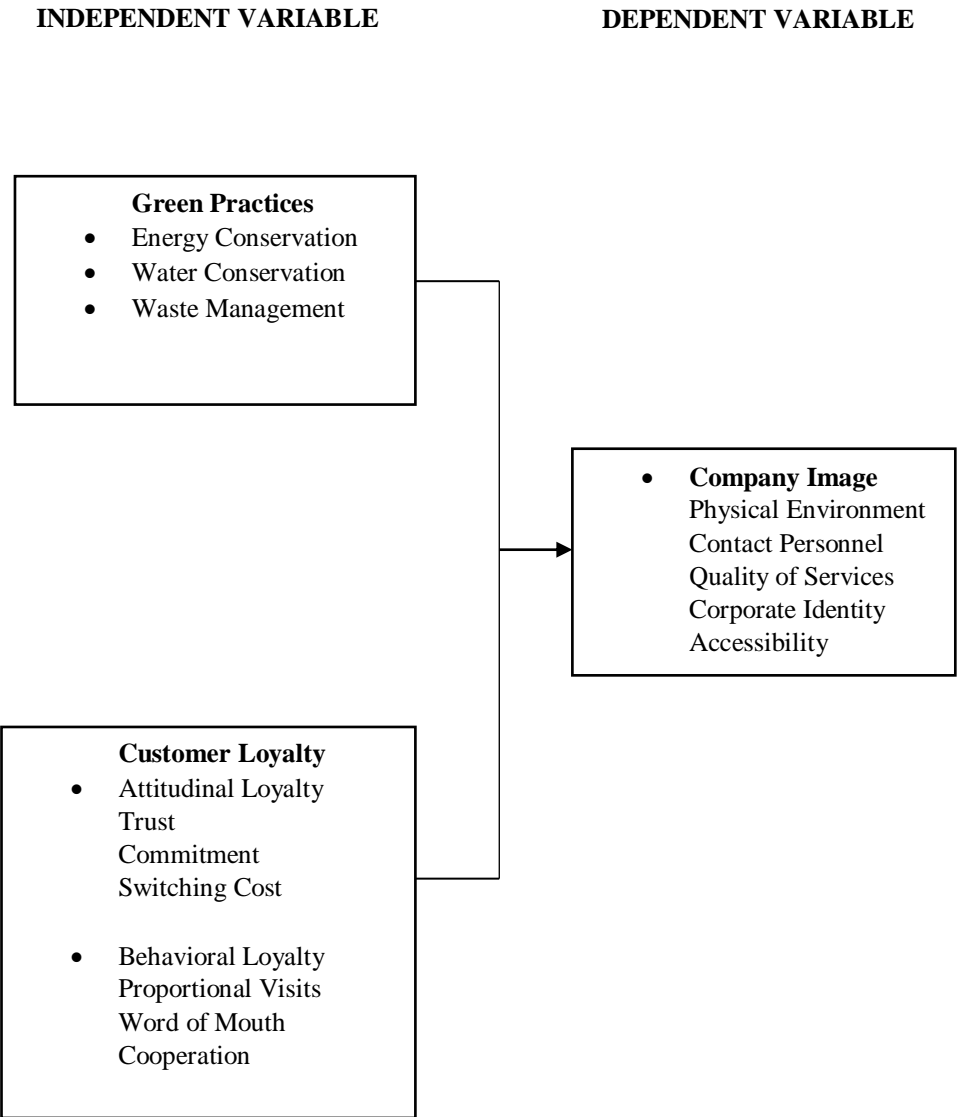 INDEPENDENT VARIABLE
DEPENDENT VARIABLE
Green Practices
• Energy Conservation
• Water Conservation
• Waste Management
• Company Image
Physical Environment
Contact Personnel
Quality of Services
Corporate Identity
Accessibility
Customer Loyalty
• Attitudinal Loyalty
Trust
Commitment
Switching Cost
• Behavioral Loyalty
Proportional Visits
Word of Mouth
Cooperation